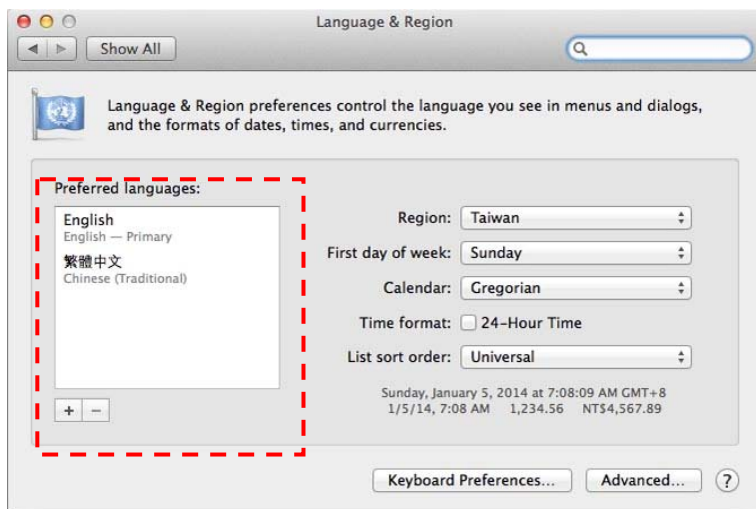 Language & Region
Show All
Language & Region preferences control the language you see in menus and dialogs,
and the formats of dates, times, and currencies.
Preferred languages:
English
English — Primary
繁體中文
Chinese (Traditional)
+ −
Region: Taiwan
First day of week: Sunday
Calendar: Gregorian
Time format: 24-Hour Time
List sort order: Universal
Sunday, January 5, 2014 at 7:08:09 AM GMT+8
1/5/14, 7:08 AM 1,234.56 NT$4,567.89
Keyboard Preferences... Advanced... ?